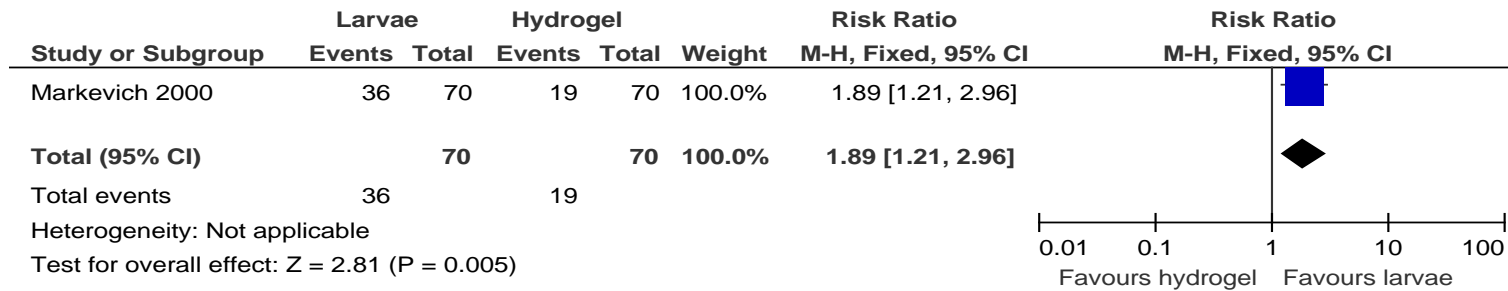 Larvae Hydrogel Risk Ratio Risk Ratio
Study or Subgroup Events Total Events Total Weight M-H, Fixed, 95% CI M-H, Fixed, 95% CI
Markevich 2000 36 70 19 70 100.0% 1.89 [1.21, 2.96]
Total (95% CI) 70 70 100.0% 1.89 [1.21, 2.96]
Total events 36 19
Heterogeneity: Not applicable
Test for overall effect: Z = 2.81 (P = 0.005)
0.01 0.1 1 10 100
Favours hydrogel Favours larvae